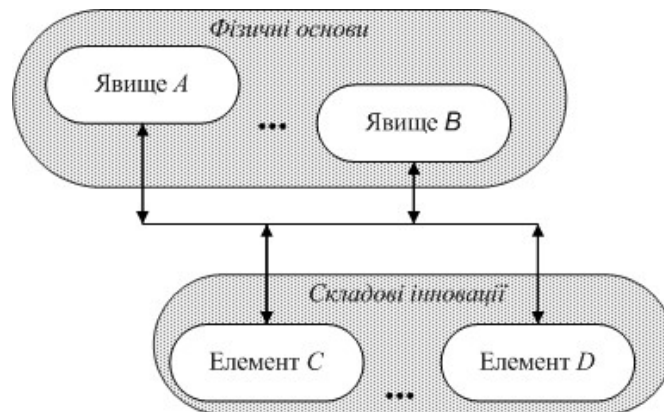 Фізичні основи
Явище A
...
Явище B
Складові інновації
Елемент C
...
Елемент D